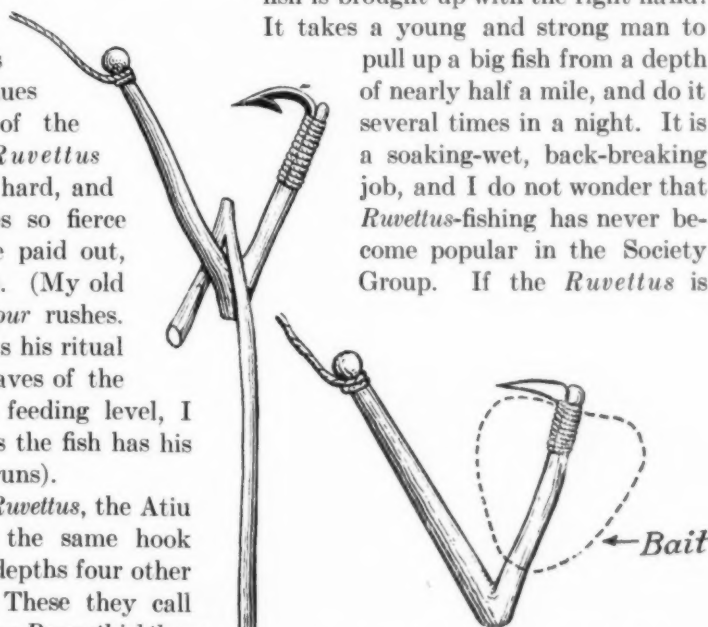 s
ues
of the
Ruvettus
hard, and
es so fierce
e paid out,
. (My old
our rushes.
s his ritual
aves of the
feeding level, I
s the fish has his
runs).
Ruvettus, the Atiu
the same hook
depths four other
These they call
fish is brought up with the right hand.
It takes a young and strong man to
pull up a big fish from a depth
of nearly half a mile, and do it
several times in a night. It is
a soaking-wet, back-breaking
job, and I do not wonder that
Ruvettus-fishing has never be-
come popular in the Society
Group. If the Ruvettus is
Bait